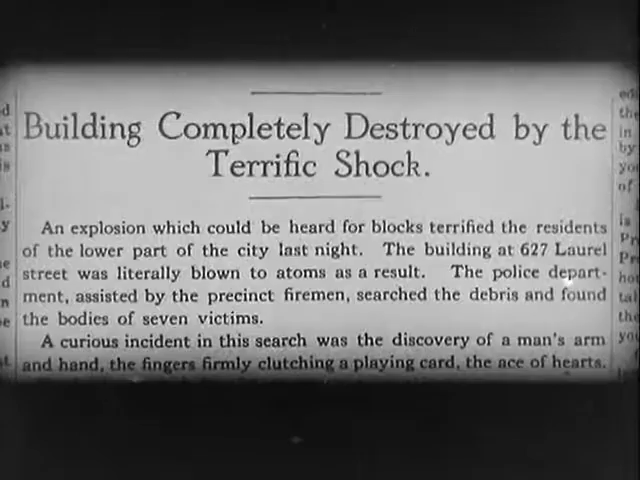 Building Completely Destroyed by the
Terrific Shock.
An explosion which could be heard for blocks terrified the residents
of the lower part of the city last night. The building at 627 Laurel
street was literally blown to atoms as a result. The police depart-
ment, assisted by the precinct firemen, searched the debris and found
the bodies of seven victims.
A curious incident in this search was the discovery of a man's arm
and hand, the fingers firmly clutching a playing card, the ace of hearts.